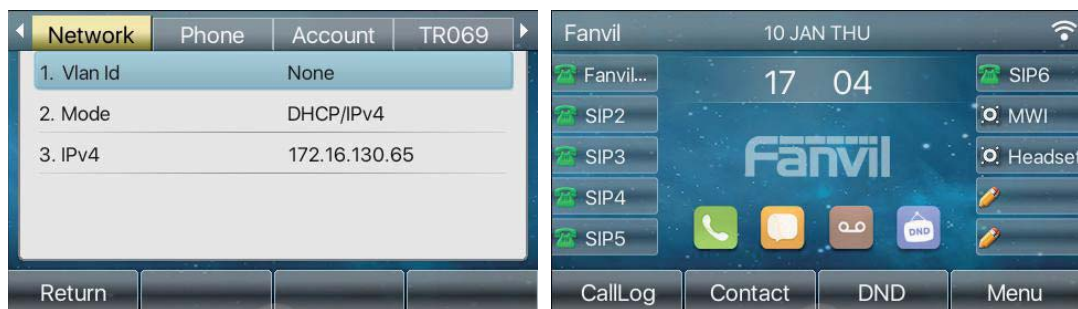 Network Phone Account TR069
1. Vlan Id None
2. Mode DHCP/IPv4
3. IPv4 172.16.130.65
Return
Fanvil 10 JAN THU
17 04
Fanvil...
SIP2
SIP3
SIP4
SIP5
Fanvil
DND
SIP6
MWI
Headset
CallLog Contact DND Menu